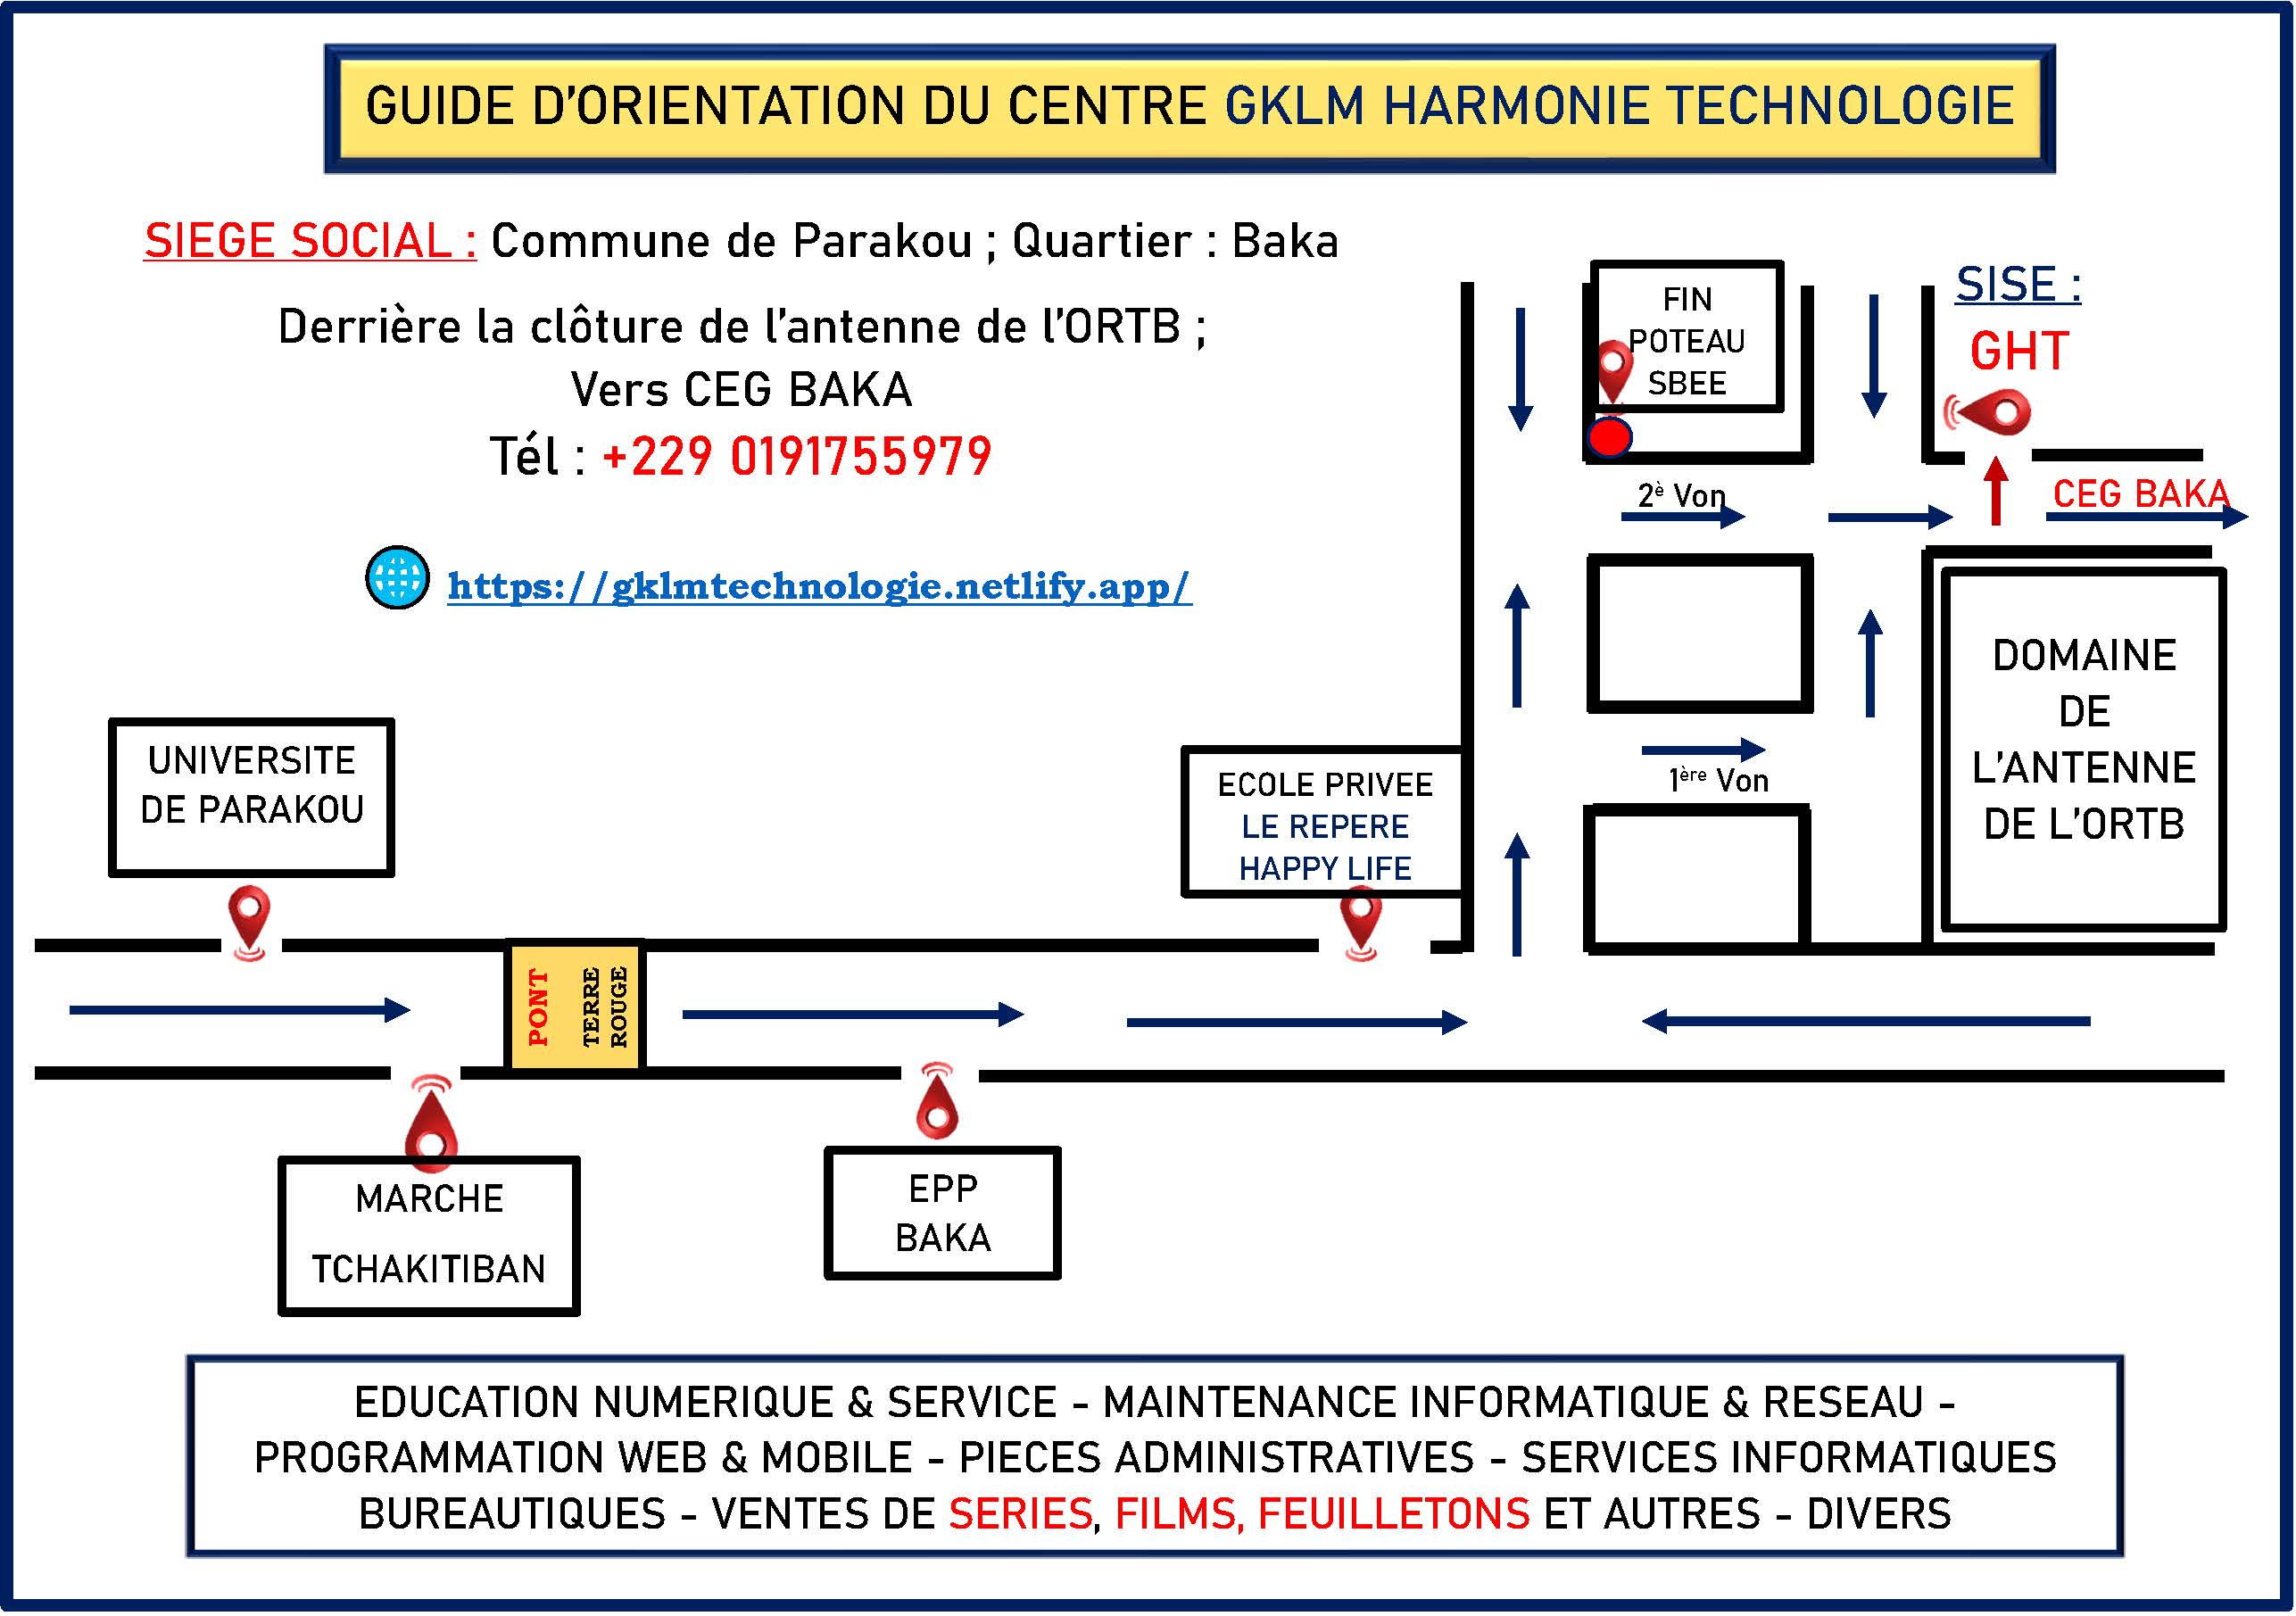 GUIDE D'ORIENTATION DU CENTRE GKLM HARMONIE TECHNOLOGIE
SIEGE SOCIAL : Commune de Parakou ; Quartier : Baka
Derrière la clôture de l'antenne de l'ORTB ;
Vers CEG BAKA
Tél : +229 0191755979
https://gklmtechnologie.netlify.app/
FIN
POTEAU
SBEE
SISE :
GHT
2è Von
CEG BAKA
1ère Von
DOMAINE
DE
L'ANTENNE
DE L'ORTB
UNIVERSITE
DE PARAKOU
ECOLE PRIVEE
LE REPERE
HAPPY LIFE
PONT
TERRE
ROUGE
MARCHE
TCHAKITIBAN
EPP
BAKA
EDUCATION NUMERIQUE & SERVICE - MAINTENANCE INFORMATIQUE & RESEAU -
PROGRAMMATION WEB & MOBILE - PIECES ADMINISTRATIVES - SERVICES INFORMATIQUES
BUREAUTIQUES - VENTES DE SERIES, FILMS, FEUILLETONS ET AUTRES - DIVERS